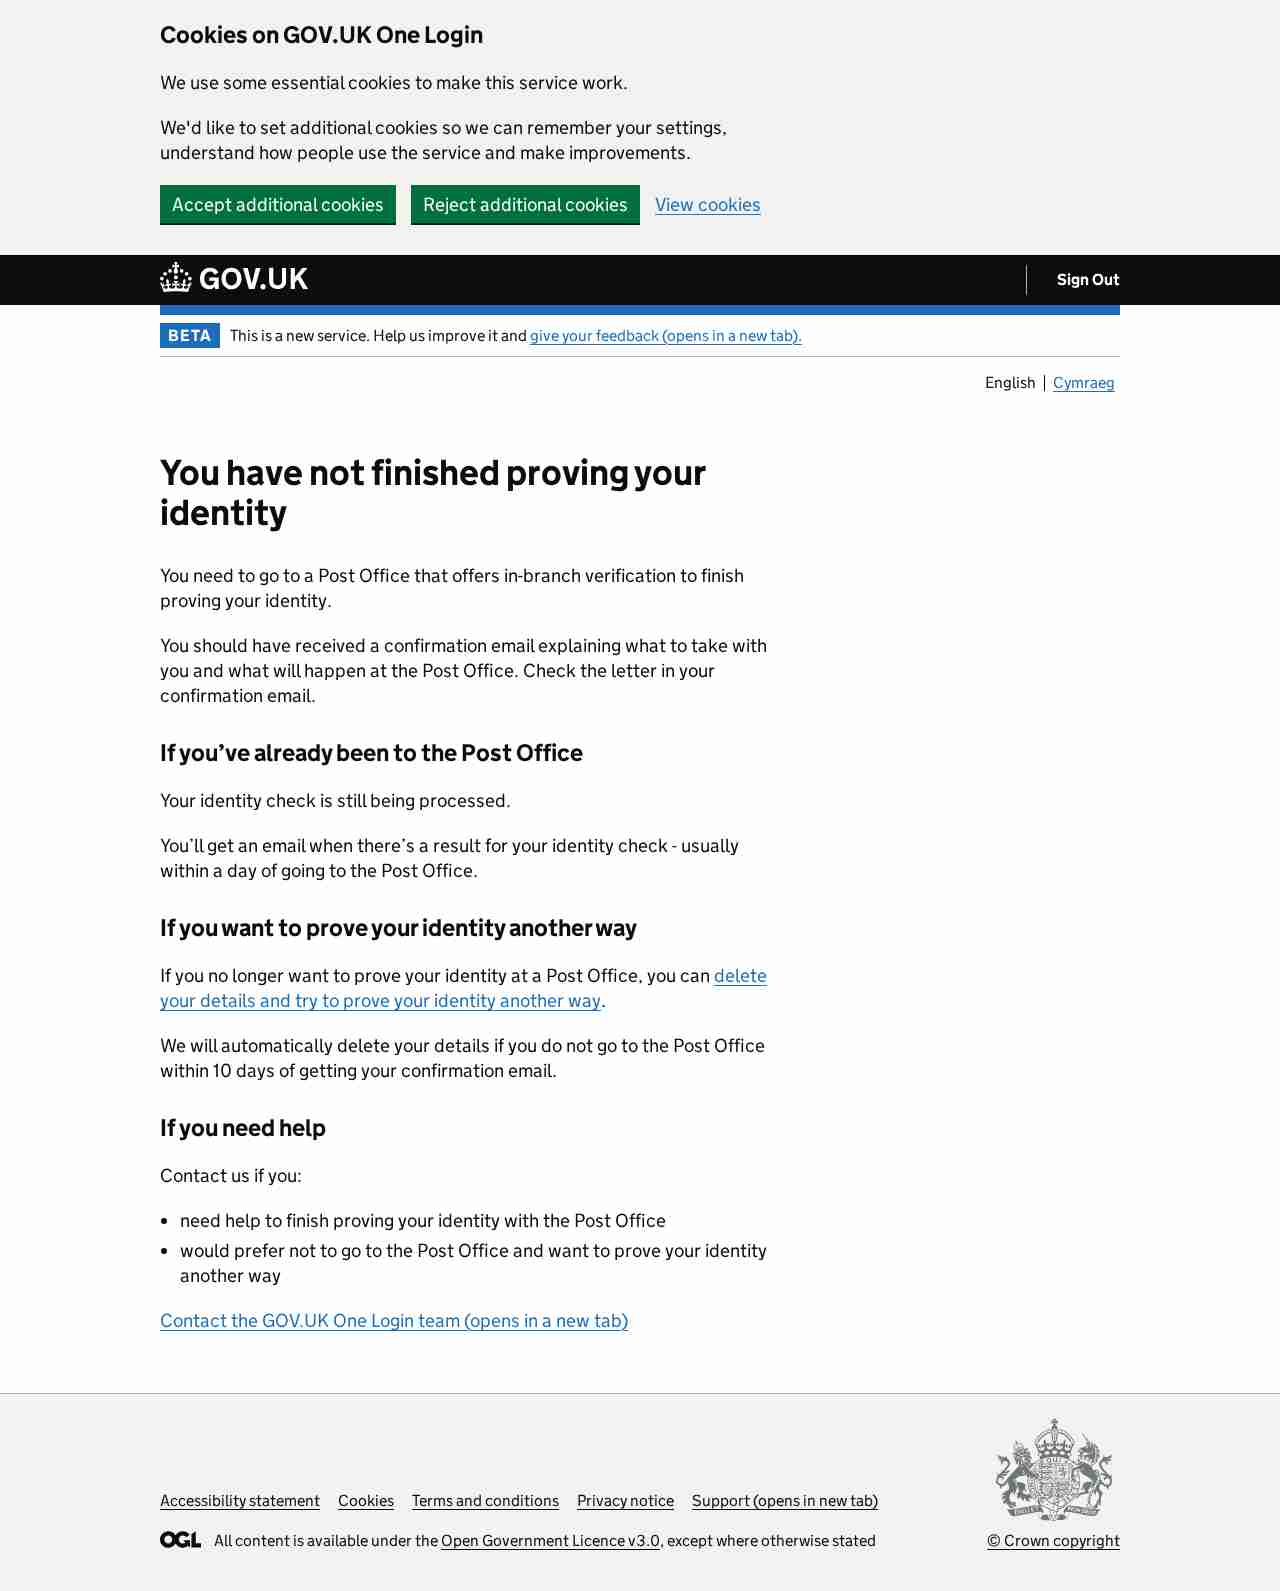 Cookies on GOV.UK One Login
We use some essential cookies to make this service work.
We'd like to set additional cookies so we can remember your settings,
understand how people use the service and make improvements.
Accept additional cookies Reject additional cookies View cookies
GOV.UK Sign Out
BETA This is a new service. Help us improve it and give your feedback (opens in a new tab).
English Cymraeg
You have not finished proving your
identity
You need to go to a Post Office that offers in-branch verification to finish
proving your identity.
You should have received a confirmation email explaining what to take with
you and what will happen at the Post Office. Check the letter in your
confirmation email.
If you’ve already been to the Post Office
Your identity check is still being processed.
You’ll get an email when there’s a result for your identity check - usually
within a day of going to the Post Office.
If you want to prove your identity another way
If you no longer want to prove your identity at a Post Office, you can delete
your details and try to prove your identity another way.
We will automatically delete your details if you do not go to the Post Office
within 10 days of getting your confirmation email.
If you need help
Contact us if you:
• need help to finish proving your identity with the Post Office
• would prefer not to go to the Post Office and want to prove your identity
another way
Contact the GOV.UK One Login team (opens in a new tab)
Accessibility statement Cookies Terms and conditions Privacy notice Support (opens in new tab)
OGL All content is available under the Open Government Licence v3.0, except where otherwise stated
© Crown copyright